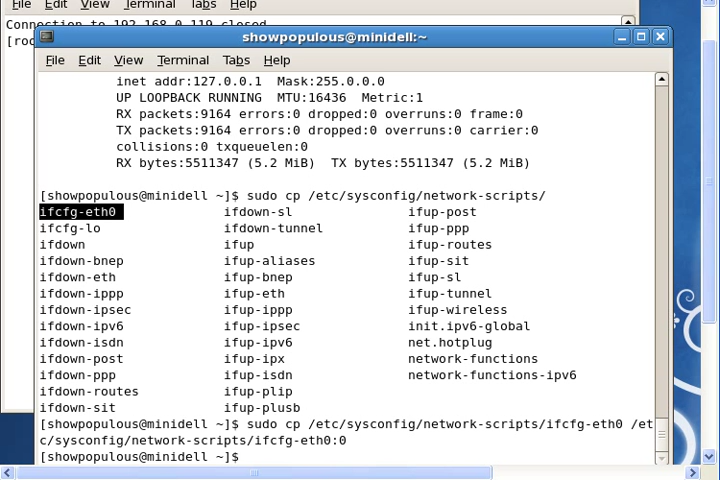 File Edit View Terminal Tabs Help
Connection to 192.168.0.119 closed
[roo
showpopulous@minidell:~
File Edit View Terminal Tabs Help
inet addr:127.0.0.1  Mask:255.0.0.0
UP LOOPBACK RUNNING  MTU:16436  Metric:1
RX packets:9164 errors:0 dropped:0 overruns:0 frame:0
TX packets:9164 errors:0 dropped:0 overruns:0 carrier:0
collisions:0 txqueuelen:0
RX bytes:5511347 (5.2 MiB)  TX bytes:5511347 (5.2 MiB)
[showpopulous@minidell ~]$ sudo cp /etc/sysconfig/network-scripts/
ifcfg-eth0 ifdown-sl ifup-post
ifcfg-lo ifdown-tunnel ifup-ppp
ifdown ifup ifup-routes
ifdown-bnep ifup-aliases ifup-sit
ifdown-eth ifup-bnep ifup-sl
ifdown-ippp ifup-eth ifup-tunnel
ifdown-ipsec ifup-ippp ifup-wireless
ifdown-ipv6 ifup-ipsec init.ipv6-global
ifdown-isdn ifup-ipv6 net.hotplug
ifdown-post ifup-ipx network-functions
ifdown-ppp ifup-isdn network-functions-ipv6
ifdown-routes ifup-plip
ifdown-sit ifup-plusb
[showpopulous@minidell ~]$ sudo cp /etc/sysconfig/network-scripts/ifcfg-eth0 /et
c/sysconfig/network-scripts/ifcfg-eth0:0
[showpopulous@minidell ~]$